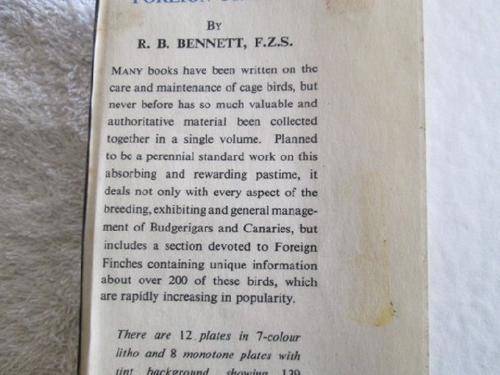 By
R. B. BENNETT, F.Z.S.
MANY books have been written on the
care and maintenance of cage birds, but
never before has so much valuable and
authoritative material been collected
together in a single volume. Planned
to be a perennial standard work on this
absorbing and rewarding pastime, it
deals not only with every aspect of the
breeding, exhibiting and general manage-
ment of Budgerigars and Canaries, but
includes a section devoted to Foreign
Finches containing unique information
about over 200 of these birds, which
are rapidly increasing in popularity.
There are 12 plates in 7-colour
litho and 8 monotone plates with
tint background, showing 139